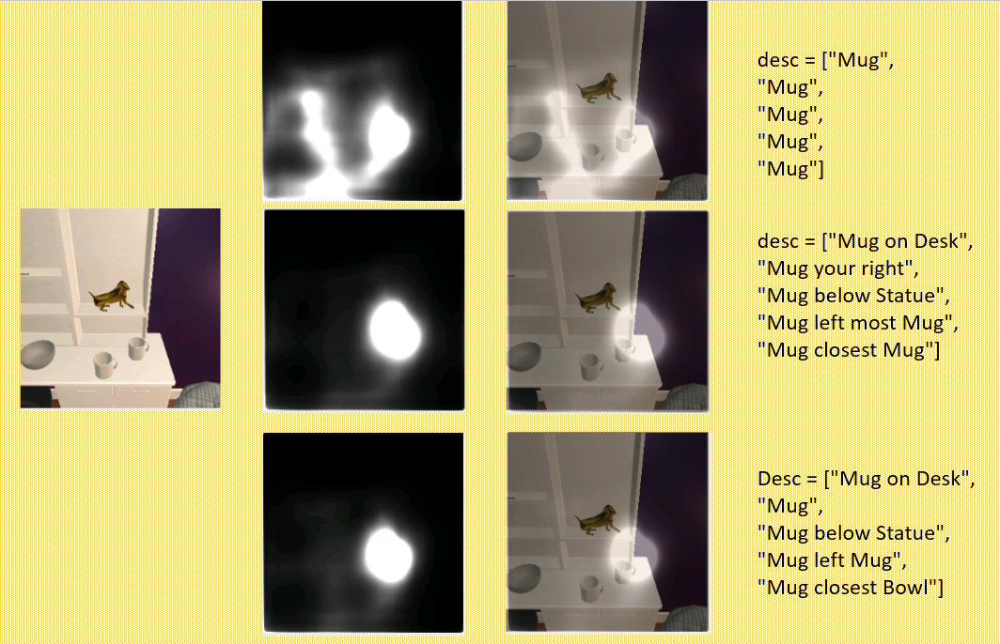 desc = ["Mug",
"Mug",
"Mug",
"Mug",
"Mug"]
desc = ["Mug on Desk",
"Mug your right",
"Mug below Statue",
"Mug left most Mug",
"Mug closest Mug"]
Desc = ["Mug on Desk",
"Mug",
"Mug below Statue",
"Mug left Mug",
"Mug closest Bowl"]